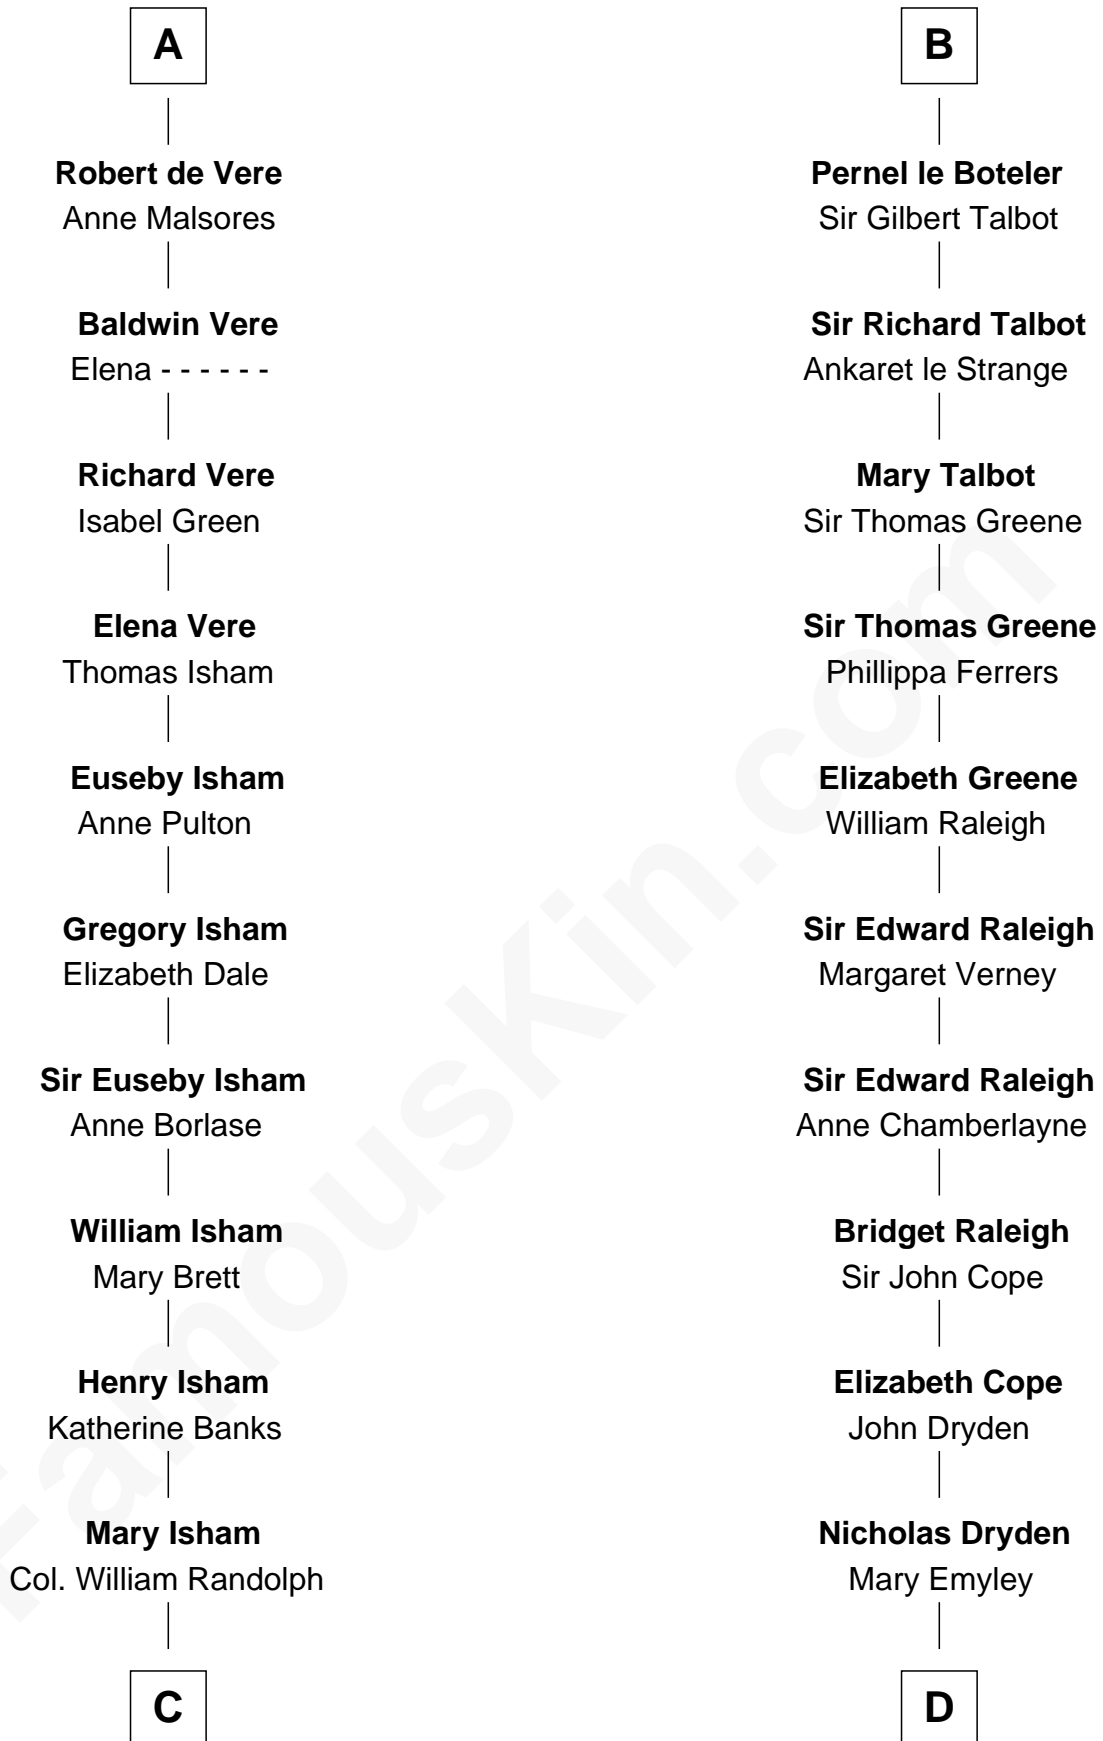 A
Robert de Vere
Anne Malsores
Baldwin Vere
Elena - - - - - -
Richard Vere
Isabel Green
Elena Vere
Thomas Isham
Euseby Isham
Anne Pulton
Gregory Isham
Elizabeth Dale
Sir Euseby Isham
Anne Borlase
William Isham
Mary Brett
Henry Isham
Katherine Banks
Mary Isham
Col. William Randolph
C
B
Pernel le Boteler
Sir Gilbert Talbot
Sir Richard Talbot
Ankaret le Strange
Mary Talbot
Sir Thomas Greene
Sir Thomas Greene
Phillippa Ferrers
Elizabeth Greene
William Raleigh
Sir Edward Raleigh
Margaret Verney
Sir Edward Raleigh
Anne Chamberlayne
Bridget Raleigh
Sir John Cope
Elizabeth Cope
John Dryden
Nicholas Dryden
Mary Emyley
D
FamousKin.com